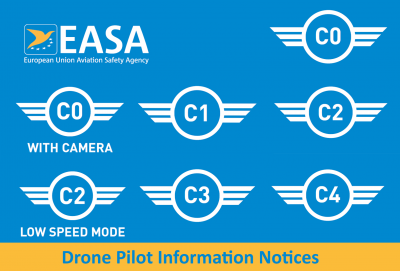 EASA
European Union Aviation Safety Agency
C0
C0
WITH CAMERA
C1
C2
C2
LOW SPEED MODE
C3
C4
Drone Pilot Information Notices